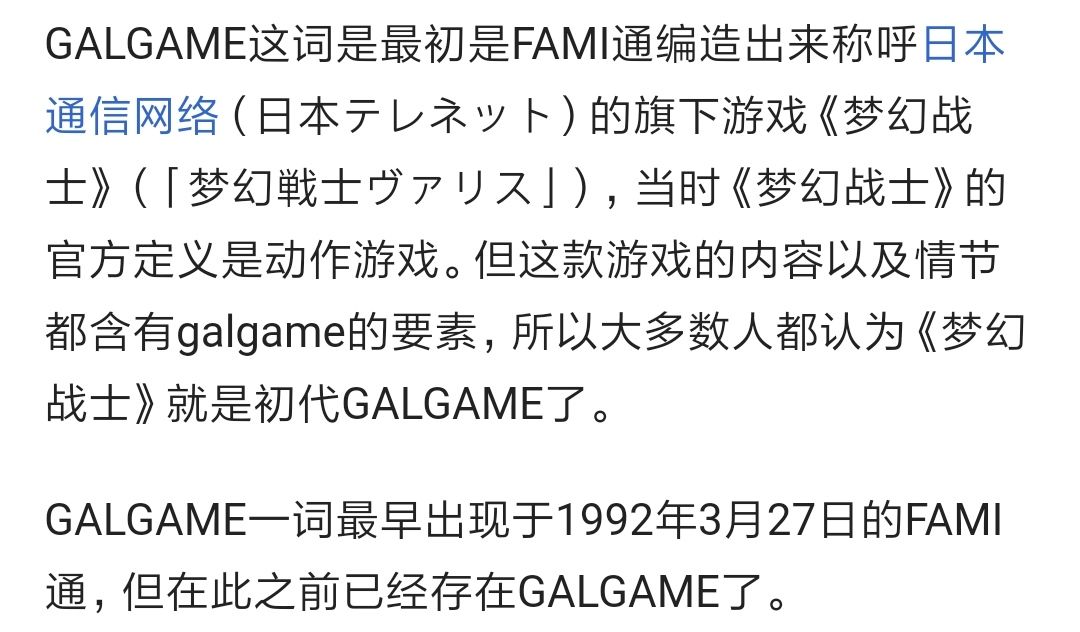 GALGAME这词是最初是FAMI通编造出来称呼日本
通信网络（日本テレネット）的旗下游戏《梦幻战
士》（「梦幻戦士ヴァリス」），当时《梦幻战士》的
官方定义是动作游戏。但这款游戏的内容以及情节
都含有galgame的要素，所以大多数人都认为《梦幻
战士》就是初代GALGAME了。
GALGAME一词最早出现于1992年3月27日的FAMI
通，但在此之前已经存在GALGAME了。